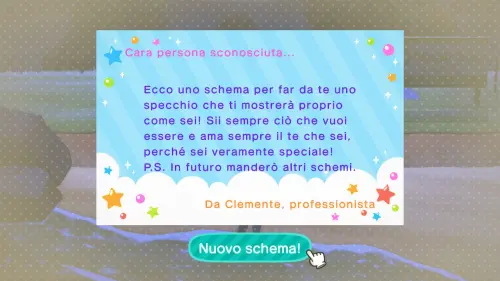 Cara persona sconosciuta...
Ecco uno schema per far da te uno
specchio che ti mostrerà proprio
come sei! Sii sempre ciò che vuoi
essere e ama sempre il te che sei,
perché sei veramente speciale!
P.S. In futuro manderò altri schemi.
Da Clemente, professionista
Nuovo schema!